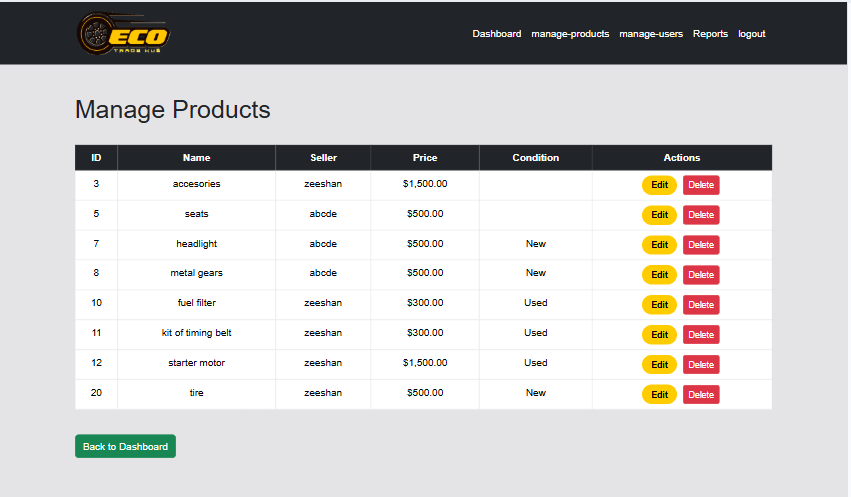 ECO
TRADE HUB
Dashboard manage-products manage-users Reports logout
Manage Products
ID Name Seller Price Condition Actions
3 accesories zeeshan $1,500.00 Edit Delete
5 seats abcde $500.00 Edit Delete
7 headlight abcde $500.00 New Edit Delete
8 metal gears abcde $500.00 New Edit Delete
10 fuel filter zeeshan $300.00 Used Edit Delete
11 kit of timing belt zeeshan $300.00 Used Edit Delete
12 starter motor zeeshan $1,500.00 Used Edit Delete
20 tire zeeshan $500.00 New Edit Delete
Back to Dashboard